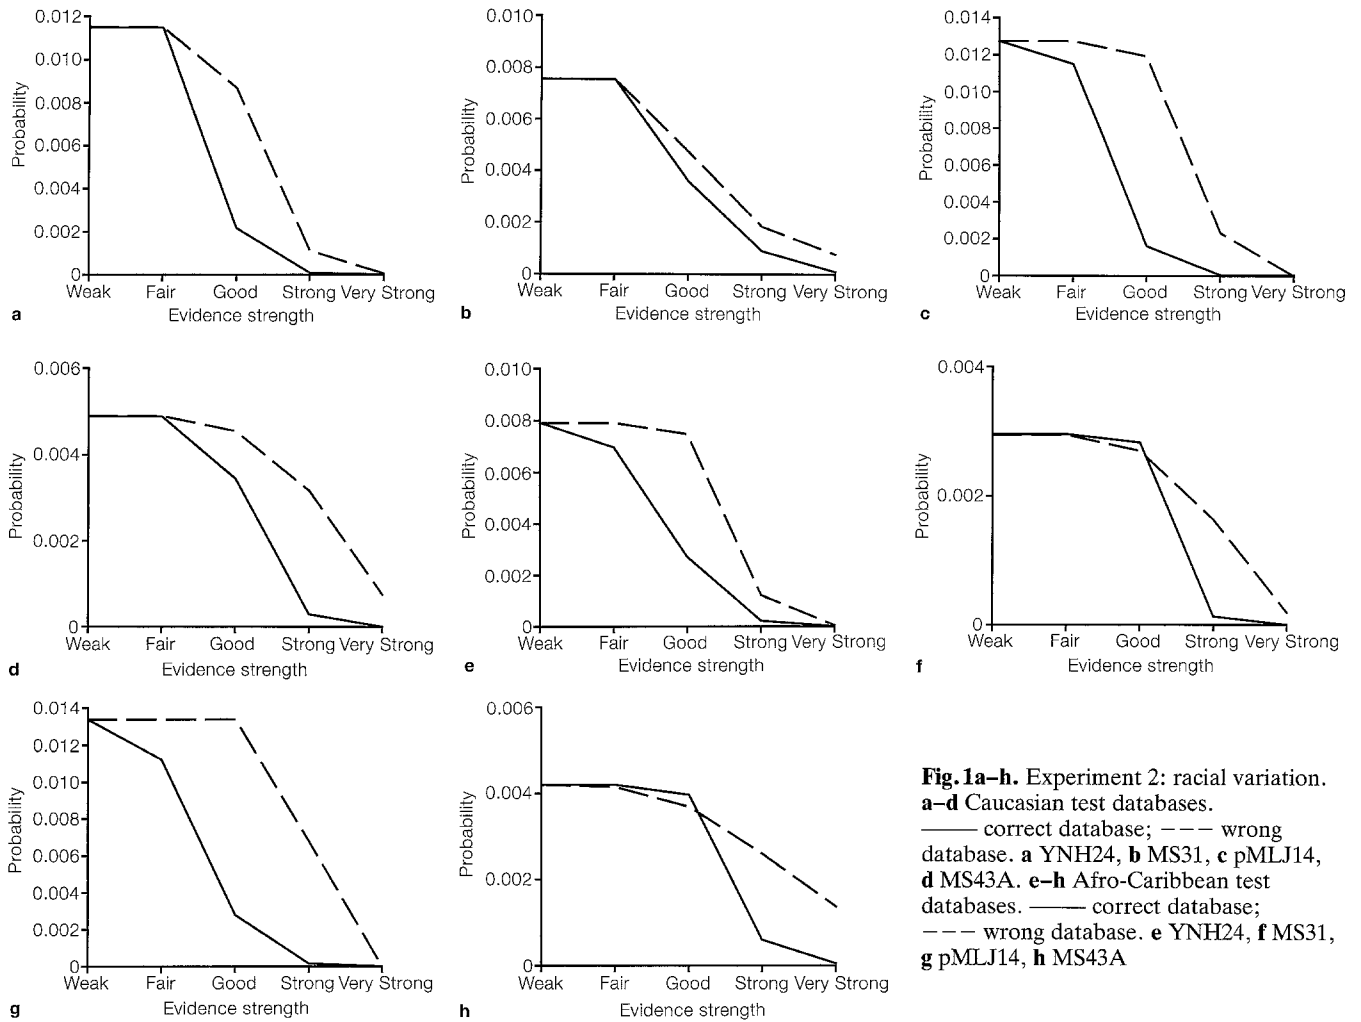 0.012
0.010
0.008
0.006
0.004
0.002
0
Probability
Weak Fair Good Strong Very Strong
Evidence strength
a
0.010
0.008
0.006
0.004
0.002
0
Probability
Weak Fair Good Strong Very Strong
Evidence strength
b
0.014
0.012
0.010
0.008
0.006
0.004
0.002
0
Probability
Weak Fair Good Strong Very Strong
Evidence strength
c
0.006
0.004
0.002
0
Probability
Weak Fair Good Strong Very Strong
Evidence strength
d
0.010
0.008
0.006
0.004
0.002
0
Probability
Weak Fair Good Strong Very Strong
Evidence strength
e
0.004
0.002
0
Probability
Weak Fair Good Strong Very Strong
Evidence strength
f
0.014
0.012
0.010
0.008
0.006
0.004
0.002
0
Probability
Weak Fair Good Strong Very Strong
Evidence strength
g
0.006
0.004
0.002
0
Probability
Weak Fair Good Strong Very Strong
Evidence strength
h
Fig. 1a–h. Experiment 2: racial variation.
a–d Caucasian test databases.
—— correct database; – – – wrong
database. a YNH24, b MS31, c pMLJ14,
d MS43A. e–h Afro-Caribbean test
databases. —— correct database;
– – – wrong database. e YNH24, f MS31,
g pMLJ14, h MS43A